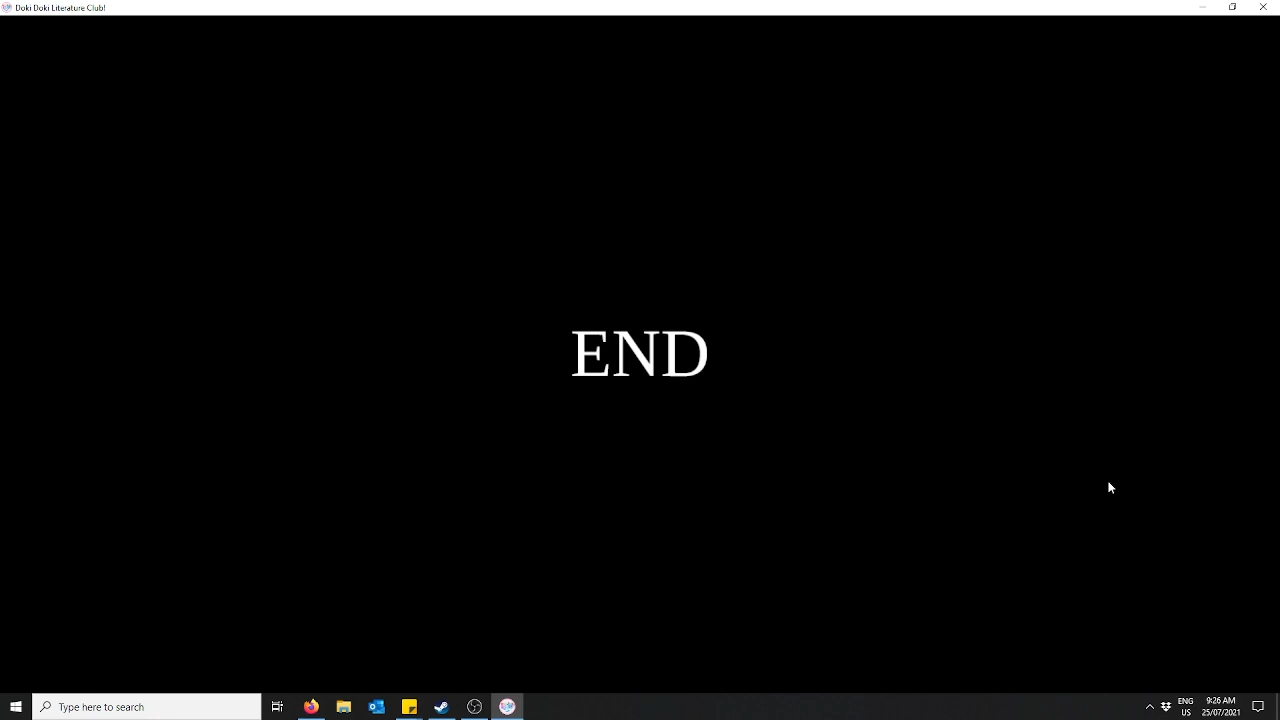 Doki Doki Literature Club!
END
Type here to search
ENG
US
9:26 AM
25/07/2021